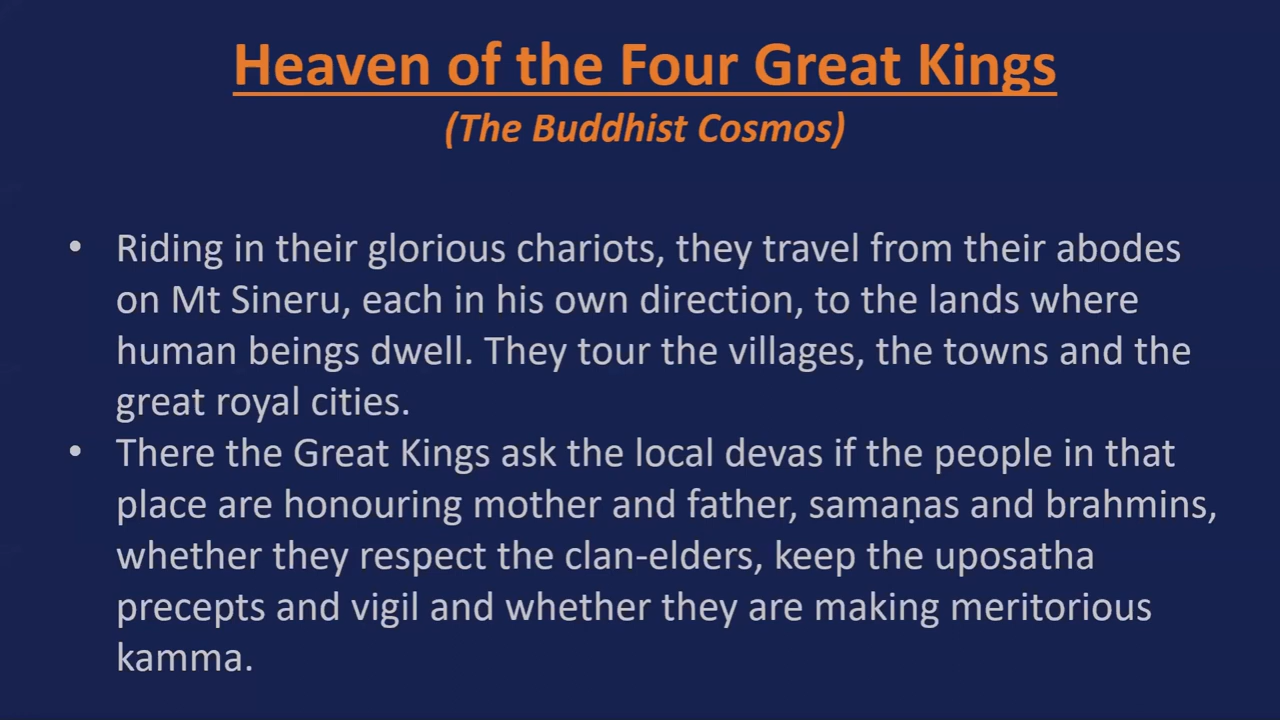 Heaven of the Four Great Kings
(The Buddhist Cosmos)
• Riding in their glorious chariots, they travel from their abodes
on Mt Sineru, each in his own direction, to the lands where
human beings dwell. They tour the villages, the towns and the
great royal cities.
• There the Great Kings ask the local devas if the people in that
place are honouring mother and father, samaṇas and brahmins,
whether they respect the clan-elders, keep the uposatha
precepts and vigil and whether they are making meritorious
kamma.